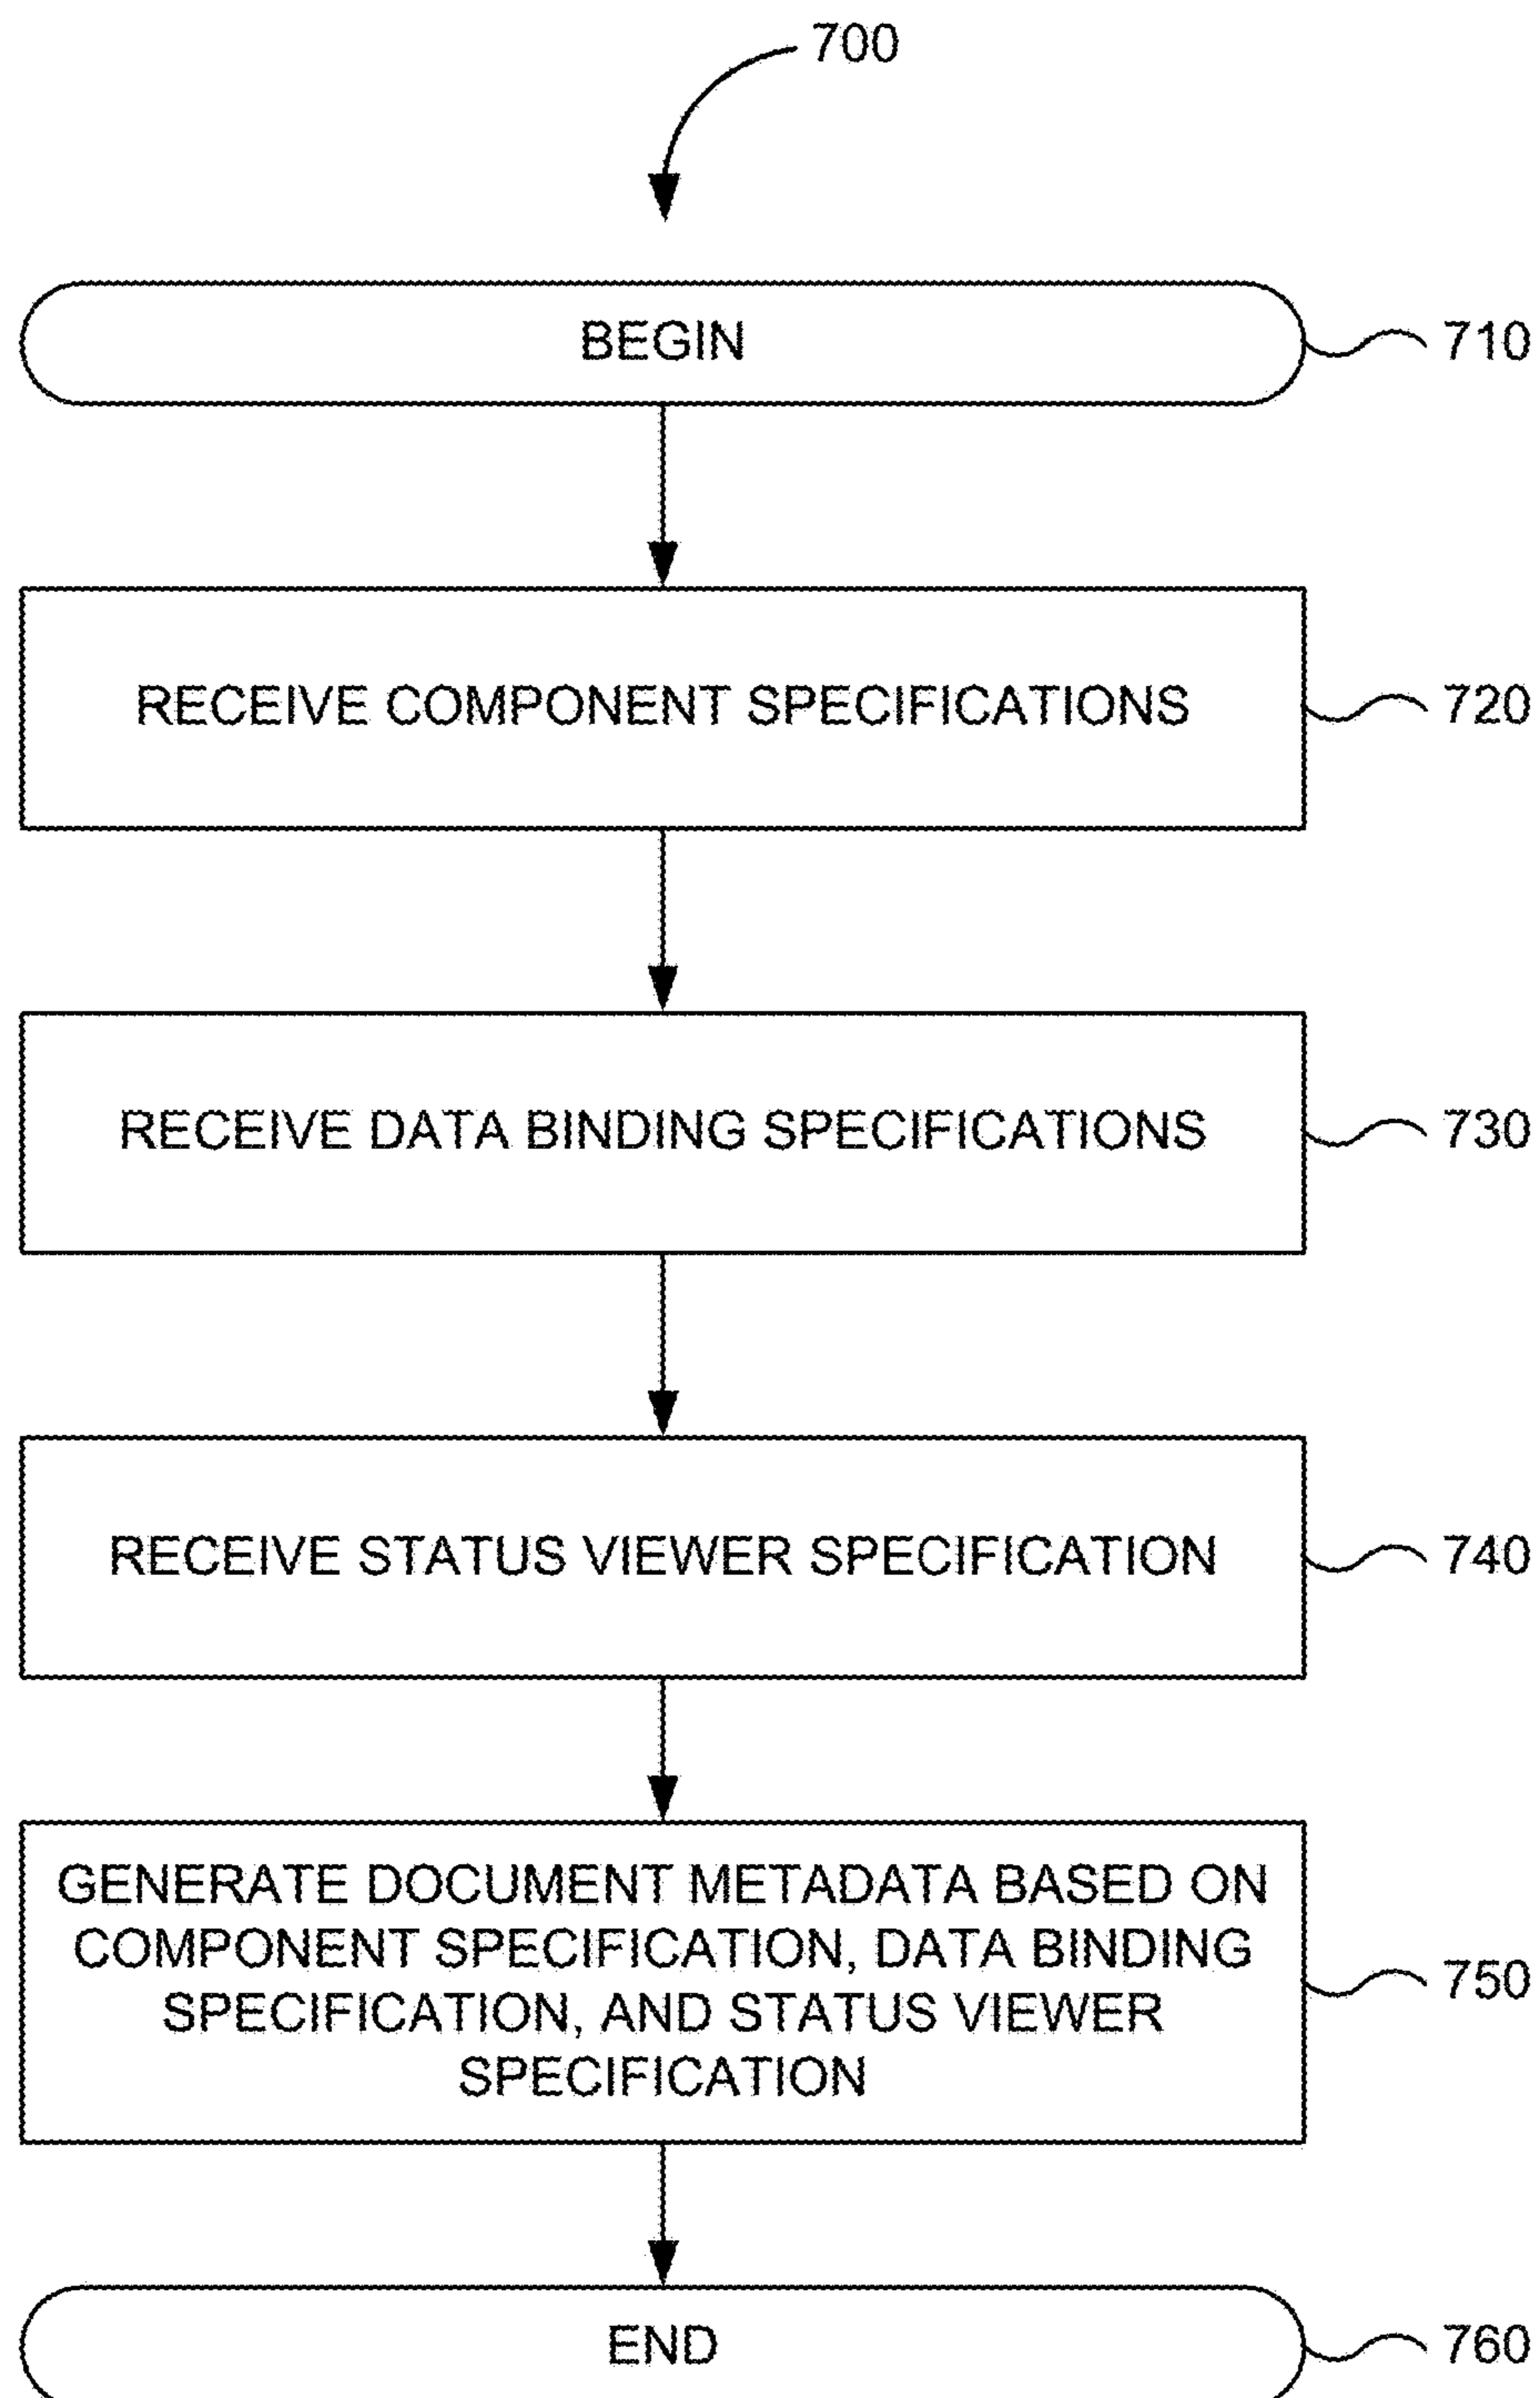 700
BEGIN
710
RECEIVE COMPONENT SPECIFICATIONS
720
RECEIVE DATA BINDING SPECIFICATIONS
730
RECEIVE STATUS VIEWER SPECIFICATION
740
GENERATE DOCUMENT METADATA BASED ON
COMPONENT SPECIFICATION, DATA BINDING
SPECIFICATION, AND STATUS VIEWER
SPECIFICATION
750
END
760